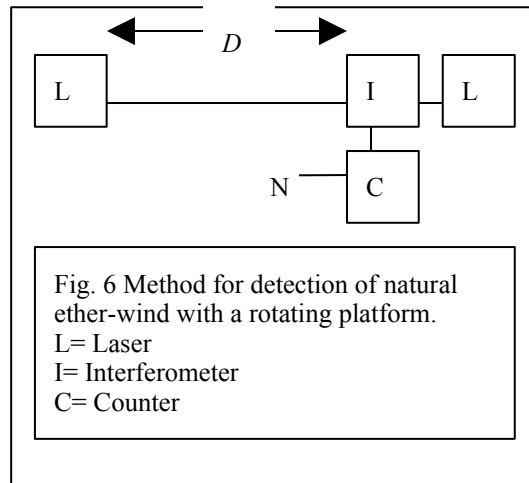 D
L I L
N C
Fig. 6 Method for detection of natural
ether-wind with a rotating platform.
L= Laser
I= Interferometer
C= Counter